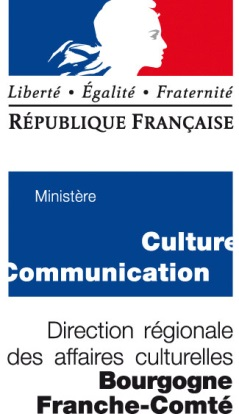 Liberté • Égalité • Fraternité
RÉPUBLIQUE FRANÇAISE
Ministère
Culture
Communication
Direction régionale
des affaires culturelles
Bourgogne
Franche-Comté